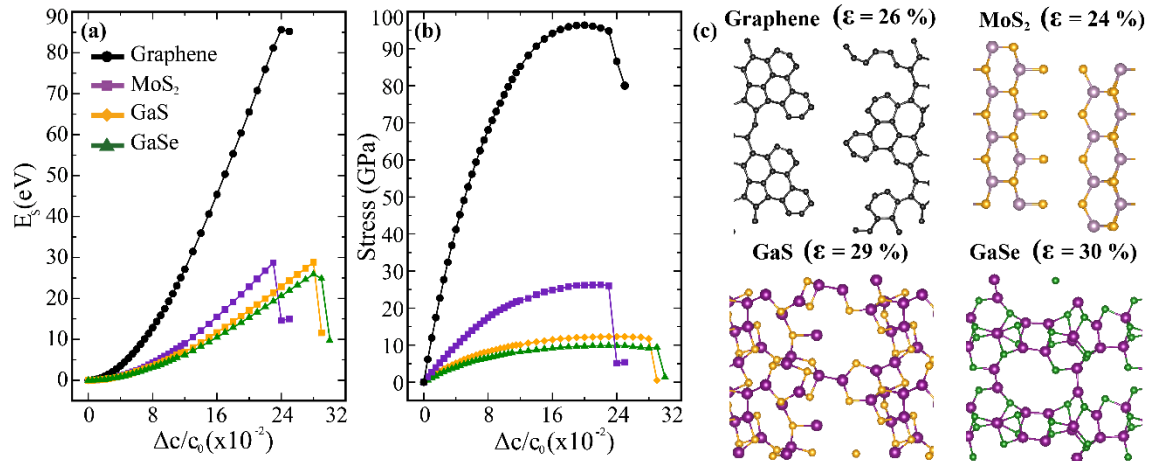 (a)
Graphene
MoS₂
GaS
GaSe
Eₛ(eV)
90
80
70
60
50
40
30
20
10
0
0 8 16 24 32
Δc/c₀(x10⁻²)
(b)
Stress(GPa)
100
90
80
70
60
50
40
30
20
10
0
0 8 16 24 32
Δc/c₀(x10⁻²)
(c)
Graphene (ε = 26 %)
MoS₂ (ε = 24 %)
GaS (ε = 29 %)
GaSe (ε = 30 %)